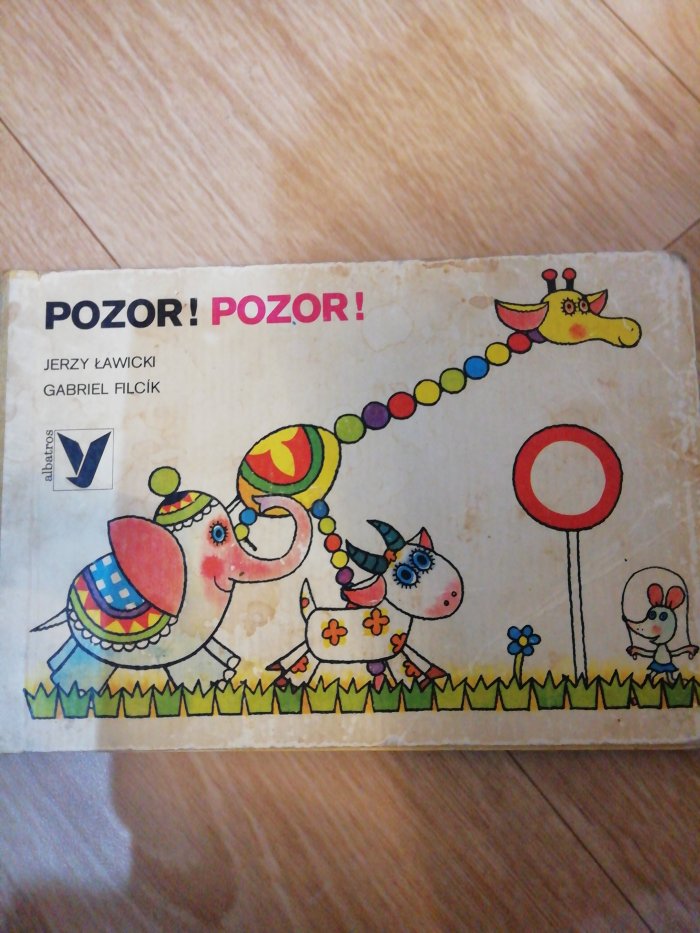 POZOR! POZOR!
JERZY ŁAWICKI
GABRIEL FILCÍK
albatros